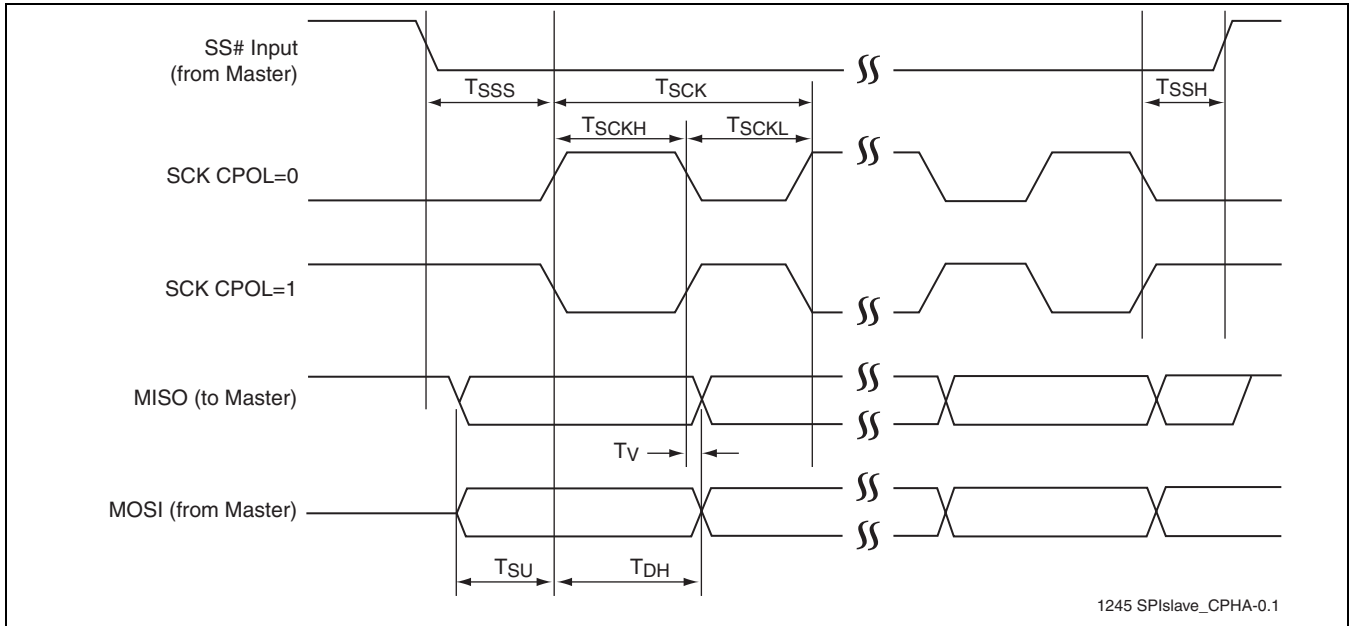 SS# Input
(from Master)
TSSS
TSCK
TSSH
TSCKH
TSCKL
SCK CPOL=0
SCK CPOL=1
MISO (to Master)
TV
MOSI (from Master)
TSU
TDH
1245 SPIslave_CPHA-0.1